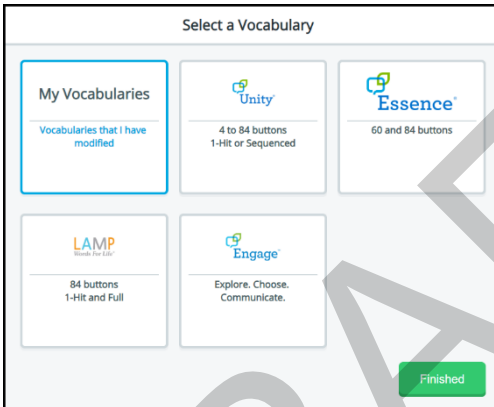 Select a Vocabulary
My Vocabularies
Vocabularies that I have
modified
Unity
4 to 84 buttons
1-Hit or Sequenced
Essence
60 and 84 buttons
LAMP
Words For Life
84 buttons
1-Hit and Full
Engage
Explore. Choose.
Communicate.
Finished